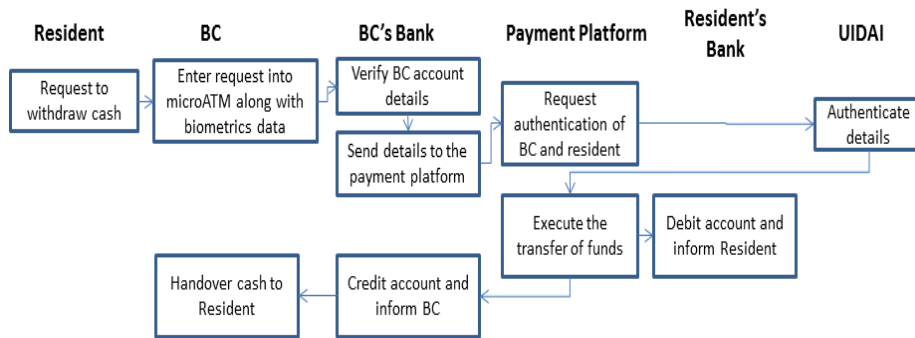 Resident
BC
BC's Bank
Payment Platform
Resident's
Bank
UIDAI
Request to
withdraw cash
Enter request into
microATM along with
biometrics data
Verify BC account
details
Send details to the
payment platform
Request
authentication of
BC and resident
Authenticate
details
Execute the
transfer of funds
Debit account and
inform Resident
Credit account and
inform BC
Handover cash to
Resident